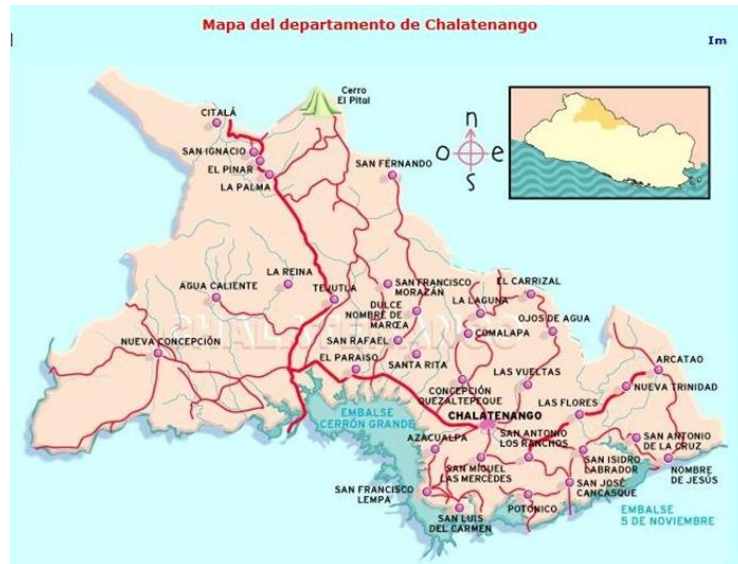 Mapa del departamento de Chalatenango
Im
Cerro
El Pital
CITALÁ
n
o e
s
SAN IGNACIO
EL PINAR
LA PALMA
SAN FERNANDO
LA REINA
AGUA CALIENTE
TEJUTLA
SAN FRANCISCO
MORAZÁN
EL CARRIZAL
LA LAGUNA
DULCE
NOMBRE DE
MARŒA
OJOS DE AGUA
CHALATENANGO
COMALAPA
NUEVA CONCEPCIÓN
SAN RAFAEL
EL PARAISO
SANTA RITA
ARCATAO
LAS VUELTAS
NUEVA TRINIDAD
CONCEPCIÓN
QUEZALTEPEQUE
LAS FLORES
EMBALSE
CERRÓN GRANDE
CHALATENANGO
AZACUALPA
SAN ANTONIO
LOS RANCHOS
SAN ANTONIO
DE LA CRUZ
SAN MIGUEL
LAS MERCEDES
SAN ISIDRO
LABRADOR
NOMBRE
DE JESÚS
SAN FRANCISCO
LEMPA
SAN JOSÉ
CANCASQUE
SAN LUIS
DEL CARMEN
POTONICO
EMBALSE
5 DE NOVIEMBRE